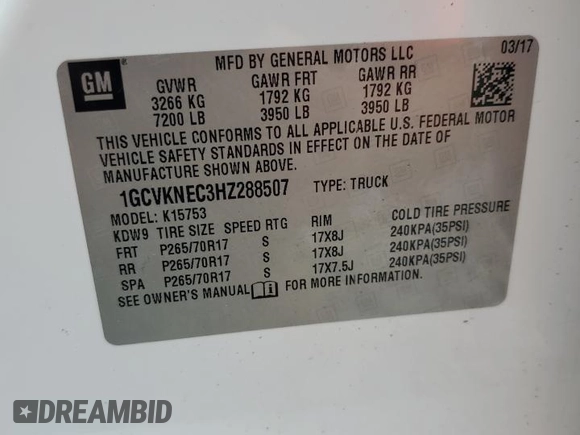 GM
MFD BY GENERAL MOTORS LLC 03/17
GVWR GAWR FRT GAWR RR
3266 KG 1792 KG 1792 KG
7200 LB 3950 LB 3950 LB
THIS VEHICLE CONFORMS TO ALL APPLICABLE U.S. FEDERAL MOTOR
VEHICLE SAFETY STANDARDS IN EFFECT ON THE DATE OF
MANUFACTURE SHOWN ABOVE.
1GCVKNEC3HZ288507 TYPE: TRUCK
MODEL: K15753
KDW9 TIRE SIZE SPEED RTG RIM COLD TIRE PRESSURE
FRT P265/70R17 S 17X8J 240KPA(35PSI)
RR P265/70R17 S 17X8J 240KPA(35PSI)
SPA P265/70R17 S 17X7.5J 240KPA(35PSI)
SEE OWNER'S MANUAL FOR MORE INFORMATION.
DREAMBID